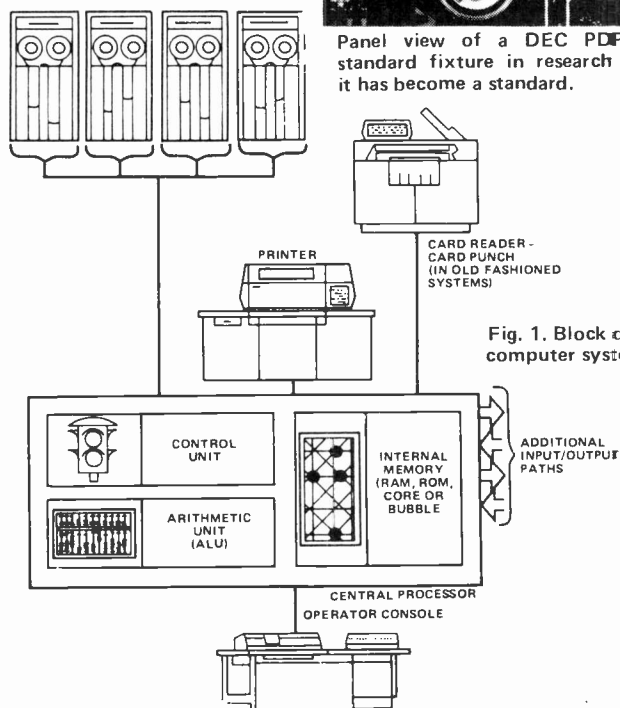 Panel view of a DEC PDP
standard fixture in research
it has become a standard.
PRINTER
CARD READER -
CARD PUNCH
(IN OLD FASHIONED
SYSTEMS)
Fig. 1. Block
computer syste
CONTROL
UNIT
ARITHMETIC
UNIT
(ALU)
INTERNAL
MEMORY
(RAM, ROM,
CORE OR
BUBBLE
ADDITIONAL
INPUT/OUTPUT
PATHS
CENTRAL PROCESSOR
OPERATOR CONSOLE